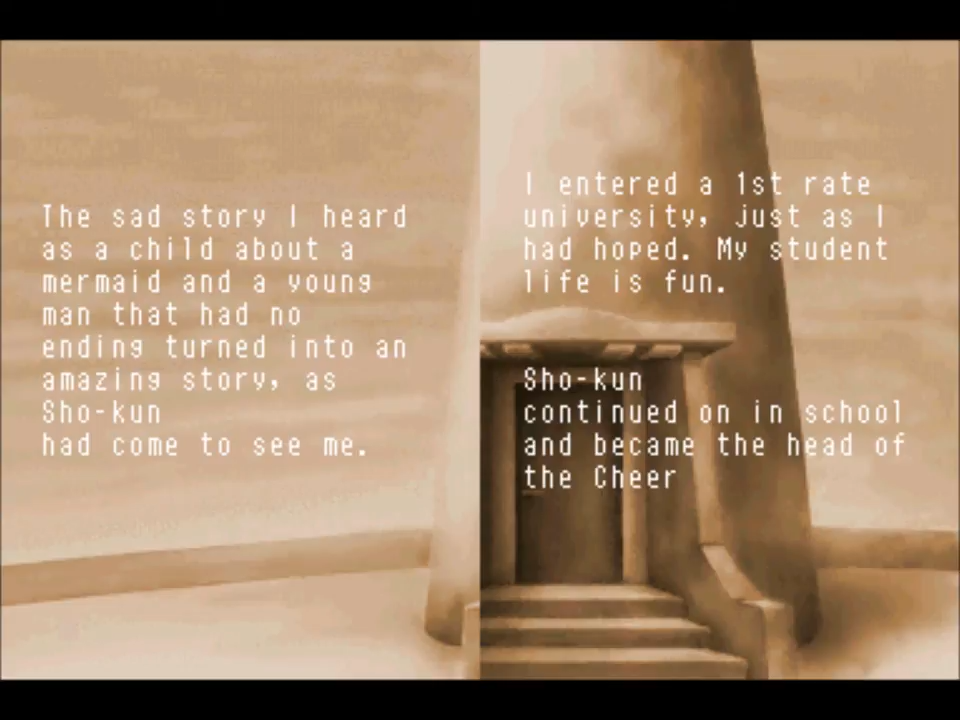 The sad story I heard
as a child about a
mermaid and a young
man that had no
ending turned into an
amazing story, as
Sho-kun
had come to see me.
I entered a 1st rate
university, just as I
had hoped. My student
life is fun.
Sho-kun
continued on in school
and became the head of
the Cheer